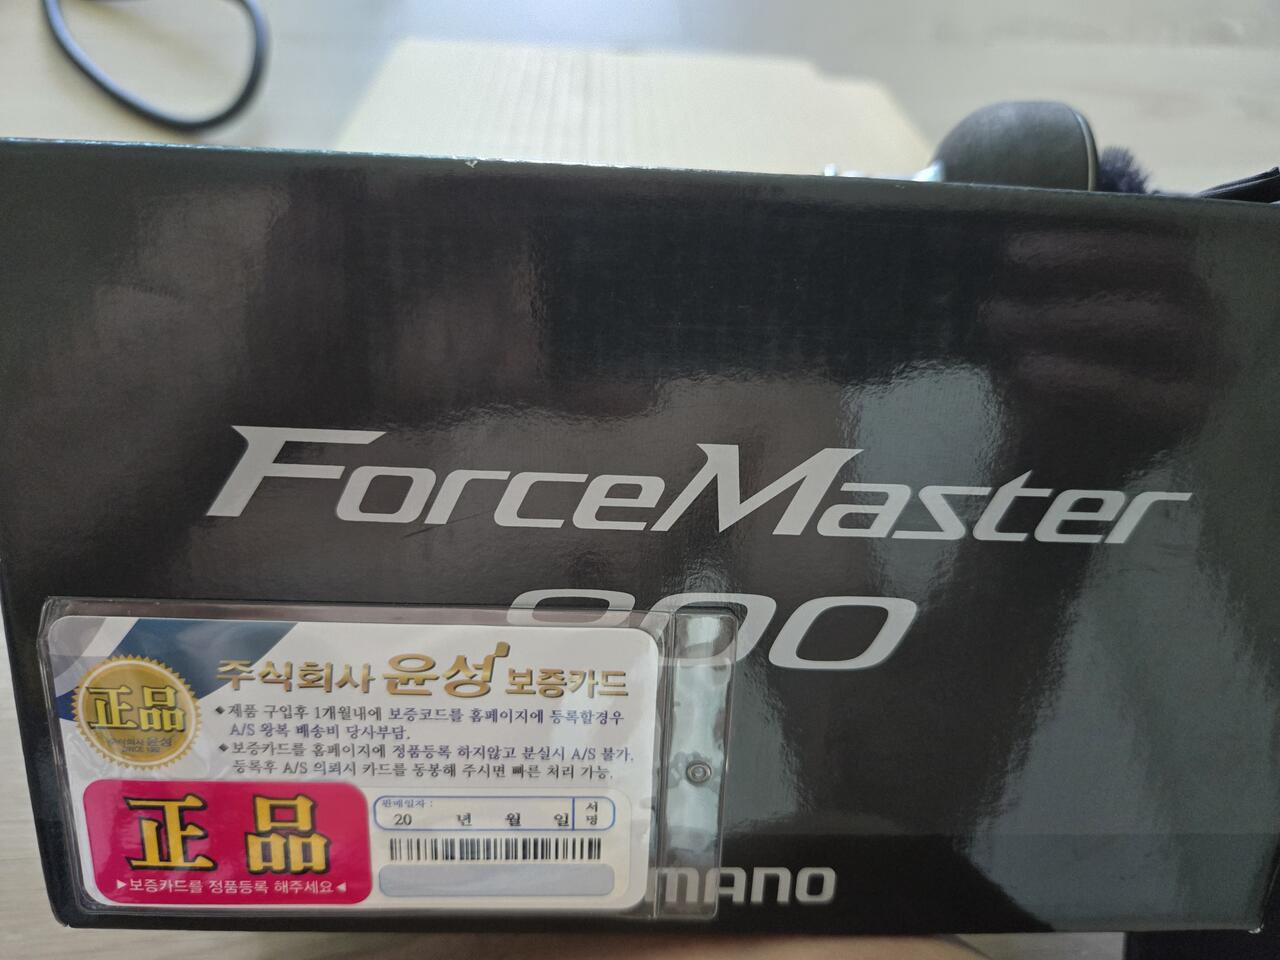 ForceMaster
주식회사 윤성 보증카드
◆제품 구입후 1개월내에 보증코드를 홈페이지에 등록할경우
A/S 왕복 배송비 당사부담.
◆보증카드를 홈페이지에 정품등록 하지않고 분실시 A/S 불가.
등록후 A/S 의뢰시 카드를 동봉해 주시면 빠른 처리 가능.
正品
주식회사 윤성
正品
▶보증카드를 정품등록 해주세요◀
판매일자 :
20 년 월 일
서명
MANO